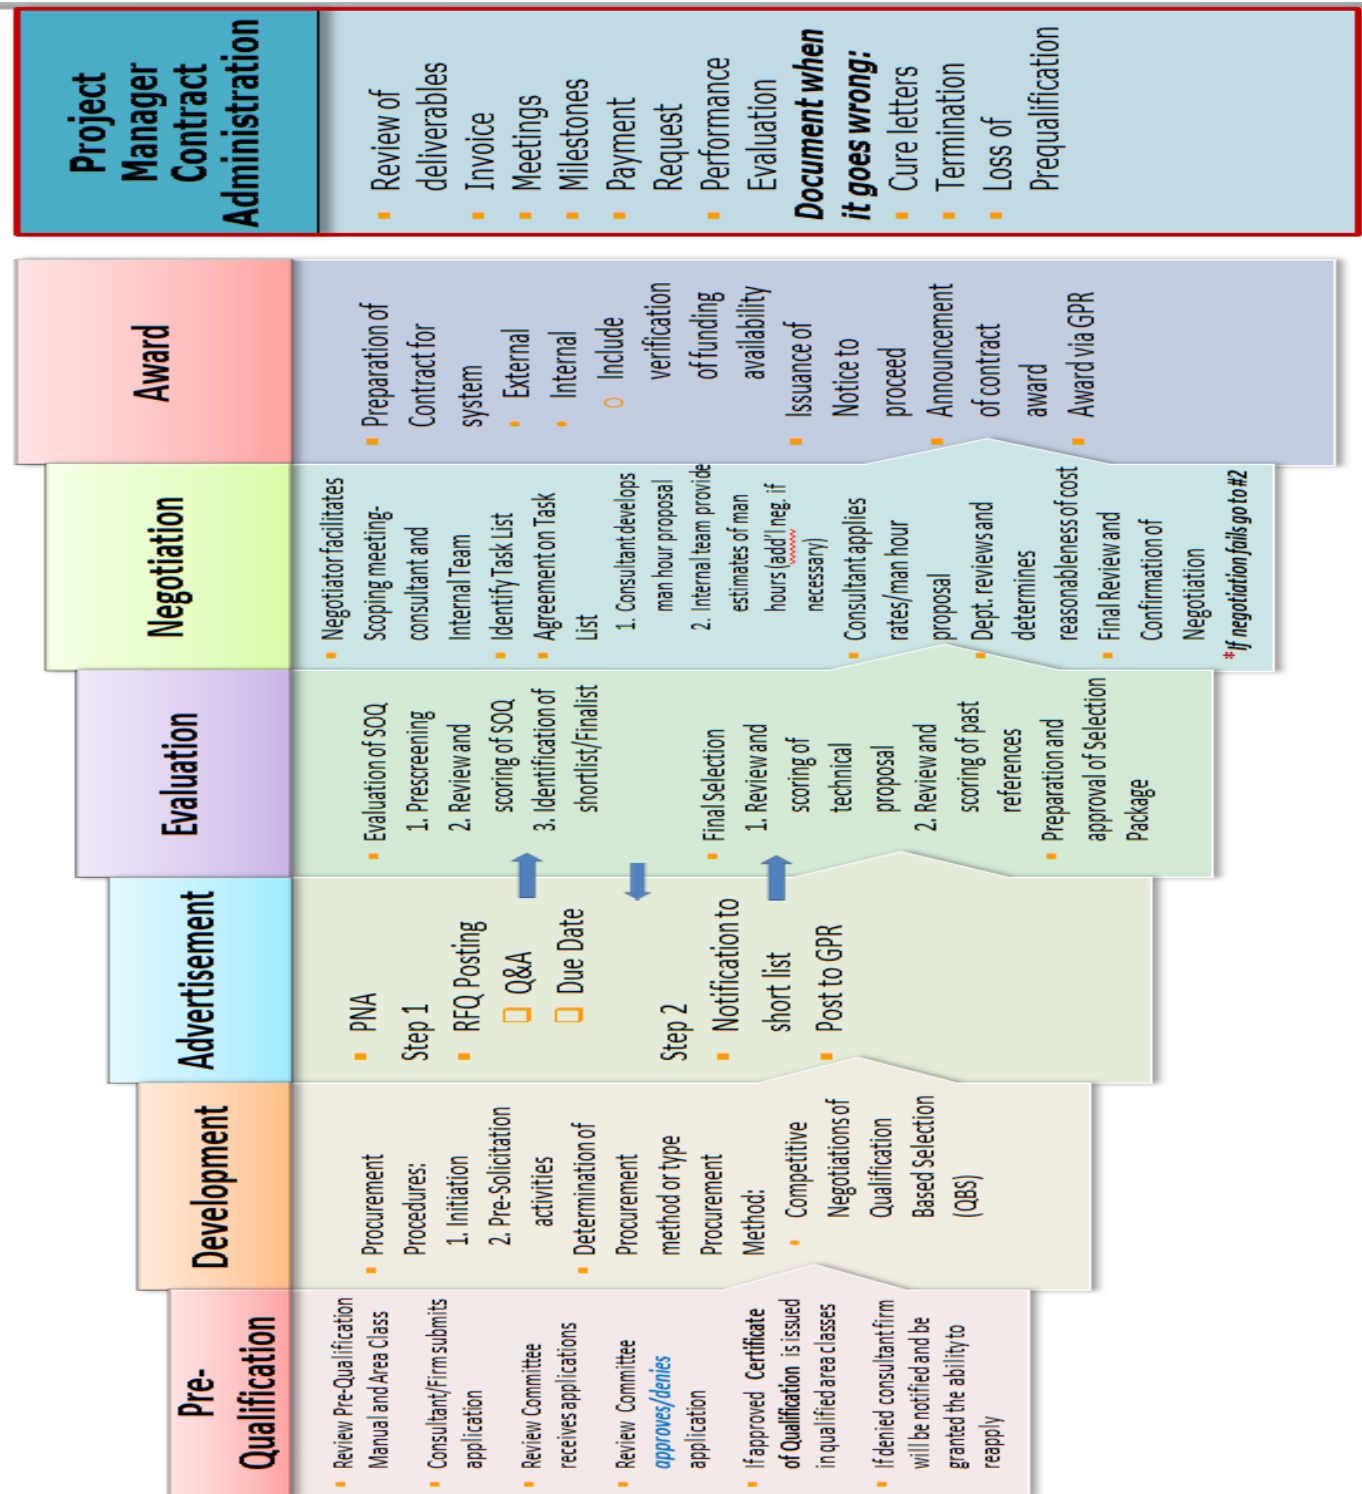 Pre-
Qualification
▪ Review Pre-Qualification
Manual and Area Class
▪ Consultant/Firm submits
application
▪ Review Committee
receives applications
▪ Review Committee
approves/denies
application
▪ If approved Certificate
of Qualification is issued
in qualified area classes
▪ If denied consultant firm
will be notified and be
granted the ability to
reapply
Development
▪ Procurement
Procedures:
1. Initiation
2. Pre-Solicitation
activities
▪ Determination of
Procurement
method or type
Procurement
Method:
• Competitive
Negotiations of
Qualification
Based Selection
(QBS)
Advertisement
▪ PNA
Step 1
▪ RFQ Posting
❑ Q&A
❑ Due Date
Step 2
▪ Notification to
short list
▪ Post to GPR
Evaluation
▪ Evaluation of SOQ
1. Prescreening
2. Review and
scoring of SOQ
3. Identification of
shortlist/Finalist
▪ Final Selection
1. Review and
scoring of
technical
proposal
2. Review and
scoring of past
references
▪ Preparation and
approval of Selection
Package
Negotiation
▪ Negotiator facilitates
Scoping meeting-
consultant and
Internal Team
▪ Identify Task List
▪ Agreement on Task
List
1. Consultant develops
man hour proposal
2. Internal team provide
estimates of man
hours (add'l neg. if
necessary)
▪ Consultant applies
rates/man hour
proposal
▪ Dept. reviews and
determines
reasonableness of cost
▪ Final Review and
Confirmation of
Negotiation
*If negotiation fails go to #2
Award
▪ Preparation of
Contract for
system
• External
• Internal
○ Include
verification
of funding
availability
▪ Issuance of
Notice to
proceed
▪ Announcement
of contract
award
▪ Award via GPR
Project
Manager
Contract
Administration
▪ Review of
deliverables
▪ Invoice
▪ Meetings
▪ Milestones
▪ Payment
Request
▪ Performance
Evaluation
Document when
it goes wrong:
▪ Cure letters
▪ Termination
▪ Loss of
Prequalification